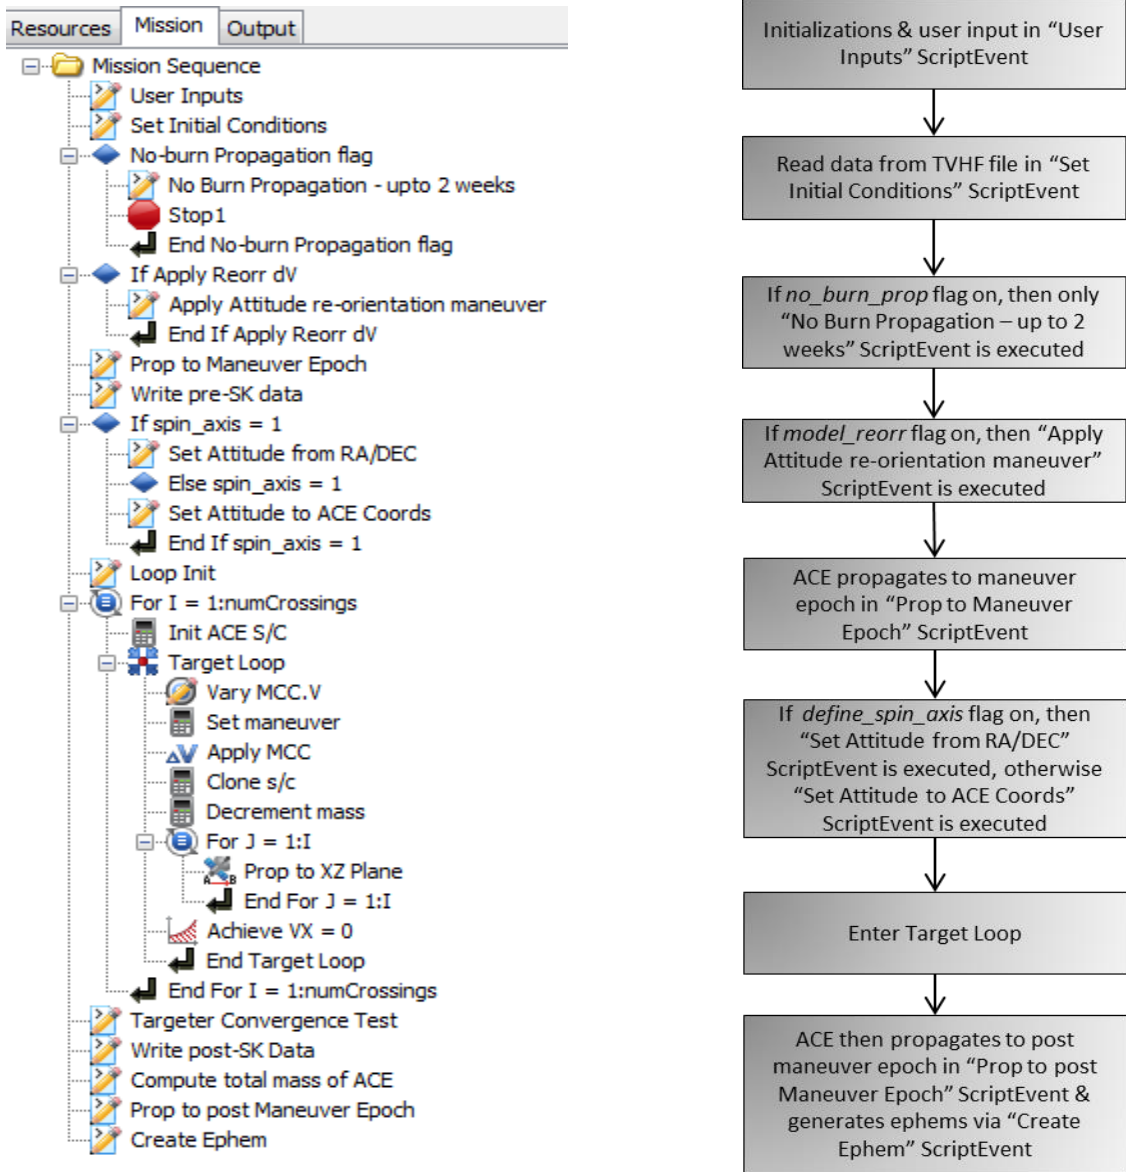 Resources Mission Output
Mission Sequence
User Inputs
Set Initial Conditions
No-burn Propagation flag
No Burn Propagation - upto 2 weeks
Stop1
End No-burn Propagation flag
If Apply Reorr dV
Apply Attitude re-orientation maneuver
End If Apply Reorr dV
Prop to Maneuver Epoch
Write pre-SK data
If spin_axis = 1
Set Attitude from RA/DEC
Else spin_axis = 1
Set Attitude to ACE Coords
End If spin_axis = 1
Loop Init
For I = 1:numCrossings
Init ACE S/C
Target Loop
Vary MCC.V
Set maneuver
ΔV Apply MCC
Clone s/c
Decrement mass
For J = 1:I
A B Prop to XZ Plane
End For J = 1:I
Achieve VX = 0
End Target Loop
End For I = 1:numCrossings
Targeter Convergence Test
Write post-SK Data
Compute total mass of ACE
Prop to post Maneuver Epoch
Create Ephem
Initializations & user input in “User
Inputs” ScriptEvent
Read data from TVHF file in “Set
Initial Conditions” ScriptEvent
If no_burn_prop flag on, then only
“No Burn Propagation – up to 2
weeks” ScriptEvent is executed
If model_reorr flag on, then “Apply
Attitude re-orientation maneuver”
ScriptEvent is executed
ACE propagates to maneuver
epoch in “Prop to Maneuver
Epoch” ScriptEvent
If define_spin_axis flag on, then
“Set Attitude from RA/DEC”
ScriptEvent is executed, otherwise
“Set Attitude to ACE Coords”
ScriptEvent is executed
Enter Target Loop
ACE then propagates to post
maneuver epoch in “Prop to post
Maneuver Epoch” ScriptEvent &
generates ephems via “Create
Ephem” ScriptEvent